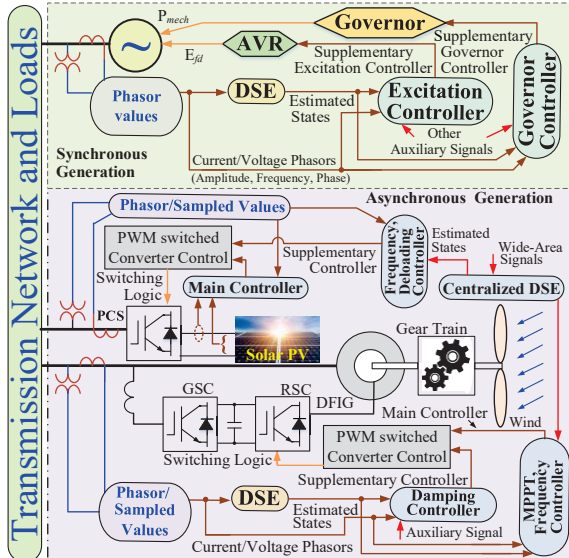 Transmission Network and Loads
P_mech
Governor
E_fd
AVR
Supplementary
Excitation Controller
Supplementary
Governor
Controller
Phasor
values
DSE
Estimated
States
Excitation
Controller
Governor
Controller
Other
Auxiliary Signals
Synchronous
Generation
Current/Voltage Phasors
(Amplitude, Frequency, Phase)
Asynchronous Generation
Phasor/Sampled Values
PWM switched
Converter Control
Supplementary
Controller
Frequency,
Deloading
Controller
Estimated
States
Wide-Area
Signals
Switching
Logic
Main Controller
Centralized DSE
PCS
Solar PV
Gear Train
GSC
RSC
DFIG
Main Controller
Wind
Switching Logic
PWM switched
Converter Control
Supplementary Controller
Phasor/
Sampled
Values
DSE
Estimated
States
Damping
Controller
MPPT,
Frequency
Controller
Auxiliary Signal
Current/Voltage Phasors